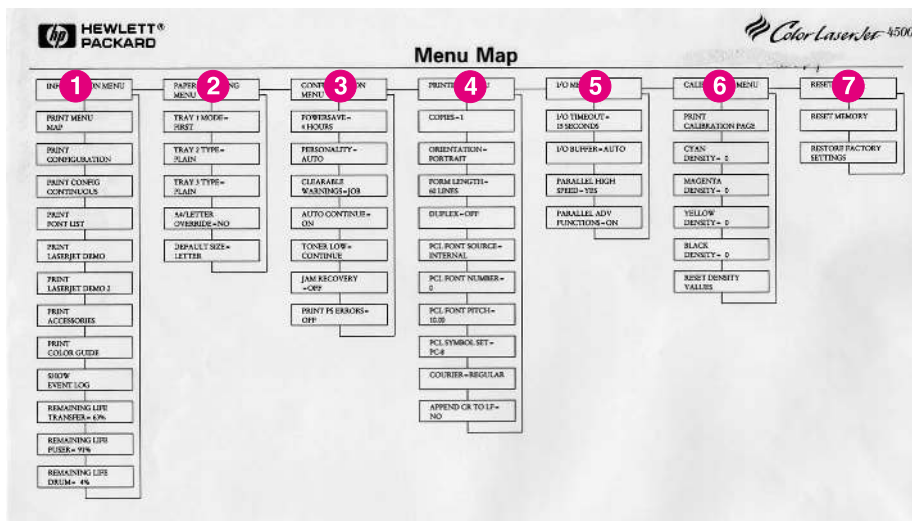 hp HEWLETT®
PACKARD
Color LaserJet 4500
Menu Map
1
MENU
PRINT MENU
MAP
PRINT
CONFIGURATION
PRINT CONFIG
CONTINUOUS
PRINT
FONT LIST
PRINT
LASERJET DEMO
PRINT
LASERJET DEMO 2
PRINT
ACCESSORIES
PRINT
COLOR GUIDE
SHOW
EVENT LOG
REMAINING LIFE
TRANSFER= 63%
REMAINING LIFE
FUSER= 91%
REMAINING LIFE
DRUM= 4%
2
PAPER
MENU
TRAY 1 MODE=
FIRST
TRAY 2 TYPE=
PLAIN
TRAY 3 TYPE=
PLAIN
A4/LETTER
OVERRIDE=NO
DEFAULT SIZE=
LETTER
3
MENU
POWERSAVE=
4 HOURS
PERSONALITY=
AUTO
CLEARABLE
WARNINGS=JOB
AUTO CONTINUE=
ON
TONER LOW=
CONTINUE
JAM RECOVERY
=OFF
PRINT PS ERRORS=
OFF
4
COPIES=1
ORIENTATION=
PORTRAIT
FORM LENGTH=
60 LINES
DUPLEX=OFF
PCL FONT SOURCE=
INTERNAL
PCL FONT NUMBER=
0
PCL FONT PITCH=
10.00
PCL SYMBOL SET=
PC-8
COURIER=REGULAR
APPEND CR TO LF=
NO
5
I/O
I/O TIMEOUT=
15 SECONDS
I/O BUFFER=AUTO
PARALLEL HIGH
SPEED=YES
PARALLEL ADV
FUNCTIONS=ON
6
MENU
PRINT
CALIBRATION PAGE
CYAN
DENSITY= 0
MAGENTA
DENSITY= 0
YELLOW
DENSITY= 0
BLACK
DENSITY= 0
RESET DENSITY
VALUES
7
RESET MEMORY
RESTORE FACTORY
SETTINGS